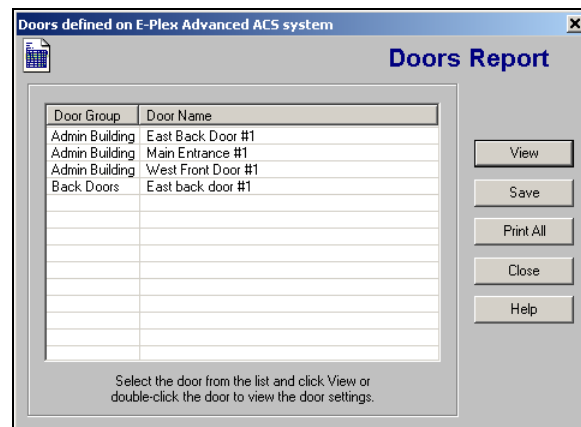 Doors defined on E-Plex Advanced ACS system
Doors Report
Door Group Door Name
Admin Building East Back Door #1
Admin Building Main Entrance #1
Admin Building West Front Door #1
Back Doors East back door #1
View
Save
Print All
Close
Help
Select the door from the list and click View or
double-click the door to view the door settings.